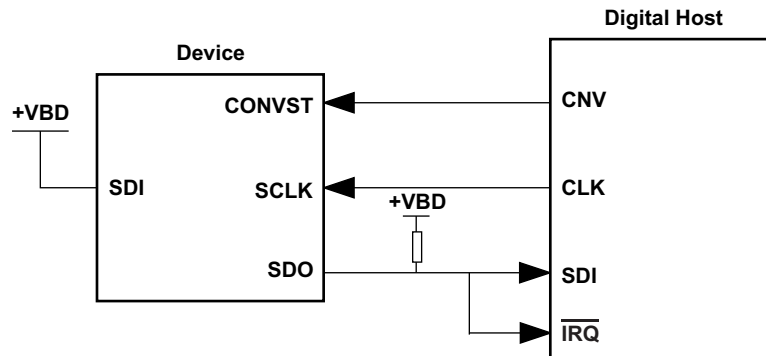 Digital Host
Device
+VBD
CONVST
CNV
SDI
SCLK
CLK
+VBD
SDO
SDI
IRQ